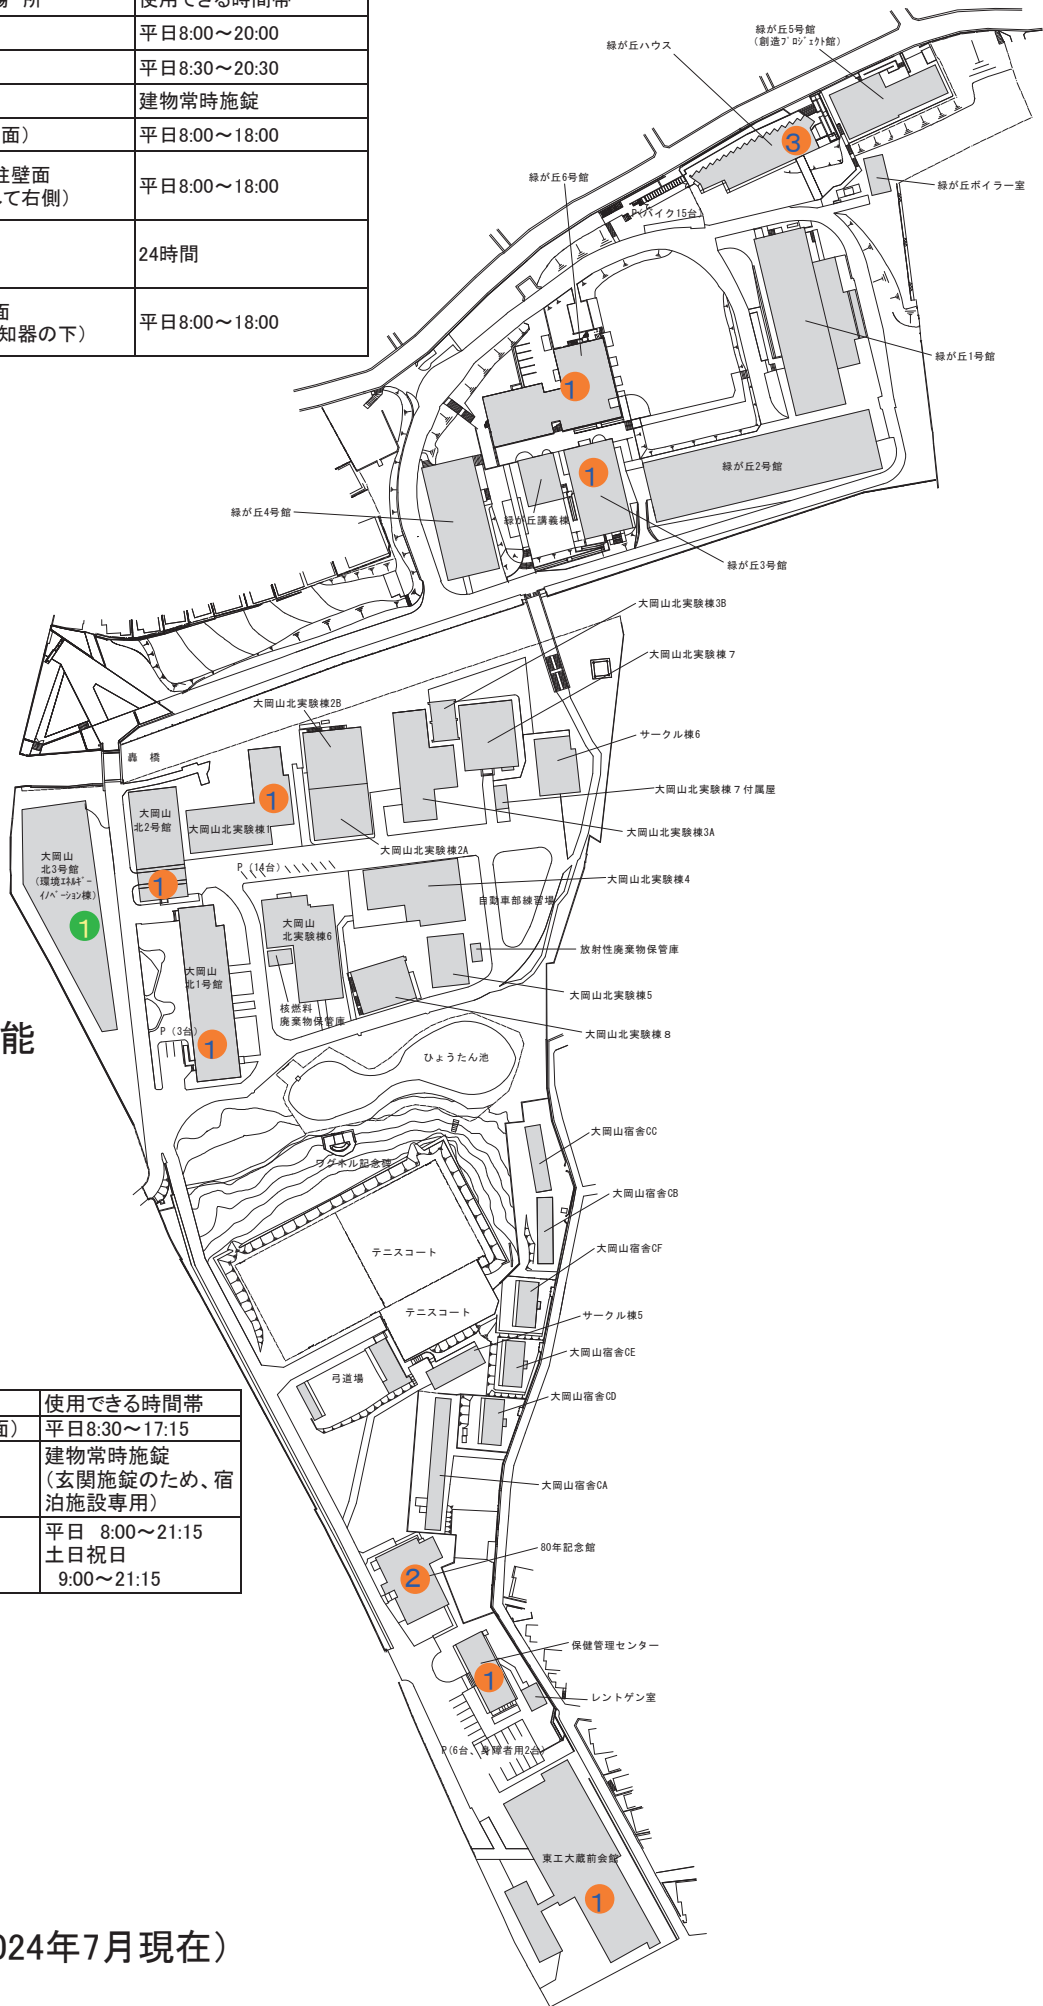 場 所 使用できる時間帯
平日8:00～20:00
平日8:30～20:30
建物常時施錠
面） 平日8:00～18:00
柱壁面
して右側） 平日8:00～18:00
24時間
面
知器の下） 平日8:00～18:00
緑が丘5号館
（創造ﾌﾟﾛｼﾞｪｸﾄ館）
緑が丘ハウス
3
緑が丘6号館
緑が丘ボイラー室
P(バイク15台)
緑が丘1号館
1
緑が丘2号館
1
緑が丘4号館
緑が丘講義棟
緑が丘3号館
大岡山北実験棟3B
大岡山北実験棟7
大岡山北実験棟2B
サークル棟6
轟 橋
大岡山北実験棟7付属屋
1
大岡山
北2号館
大岡山北実験棟1
大岡山北実験棟3A
大岡山北実験棟2A
大岡山
北3号館
(環境ｴﾈﾙｷﾞｰ
ｲﾉﾍﾞｰｼｮﾝ棟)
P (14台)
大岡山北実験棟4
1
自動車部練習場
1
大岡山
北実験棟6
放射性廃棄物保管庫
大岡山
北1号館
大岡山北実験棟5
核燃料
廃棄物保管庫
P (3台)
大岡山北実験棟8
能
1
ひょうたん池
大岡山宿舎CC
ワグネル記念碑
大岡山宿舎CB
テニスコート
大岡山宿舎CF
テニスコート
サークル棟5
大岡山宿舎CE
弓道場
大岡山宿舎CD
使用できる時間帯
面） 平日8:30～17:15
建物常時施錠
（玄関施錠のため、宿
泊施設専用）
平日 8:00～21:15
土日祝日
9:00～21:15
大岡山宿舎CA
80年記念館
2
保健管理センター
1
レントゲン室
P(6台、身障者用2台)
東工大蔵前会館
1
024年7月現在）